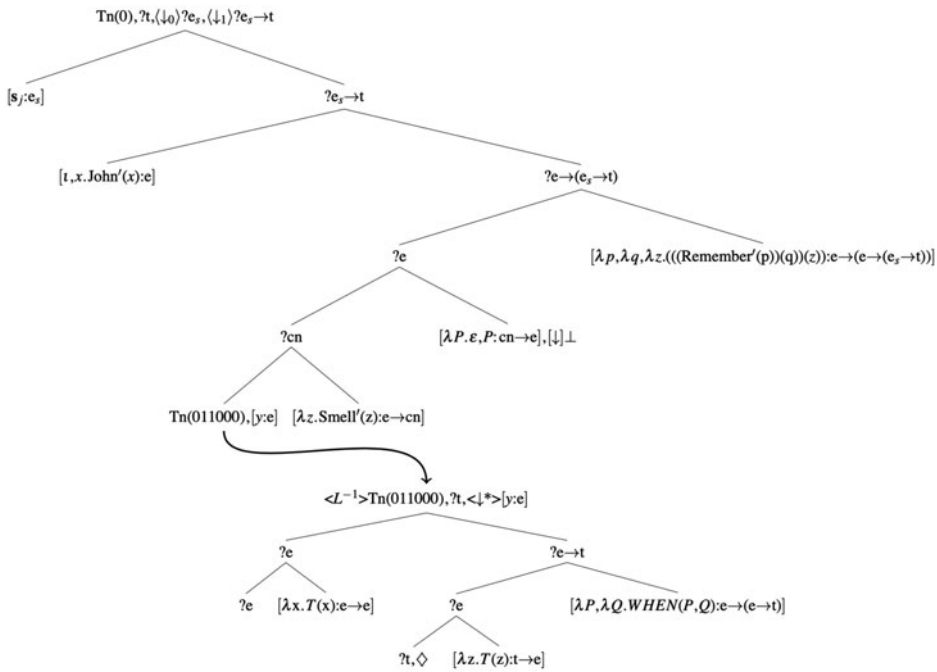 Tn(0),?t,⟨↓₀⟩?eₛ,⟨↓₁⟩?eₛ→t
[𝐬ⱼ:eₛ] ?eₛ→t
[ι,x.John′(x):e] ?e→(eₛ→t)
?e [λp,λq,λz.(((Remember′(p))(q))(z)):e→(e→(eₛ→t))]
?cn [λP.ε,P:cn→e],[↓]⊥
Tn(011000),[y:e] [λz.Smell′(z):e→cn]
<L⁻¹>Tn(011000),?t,<↓*>[y:e]
?e ?e→t
?e [λx.T(x):e→e] ?e [λP,λQ.WHEN(P,Q):e→(e→t)]
?t,◇ [λz.T(z):t→e]